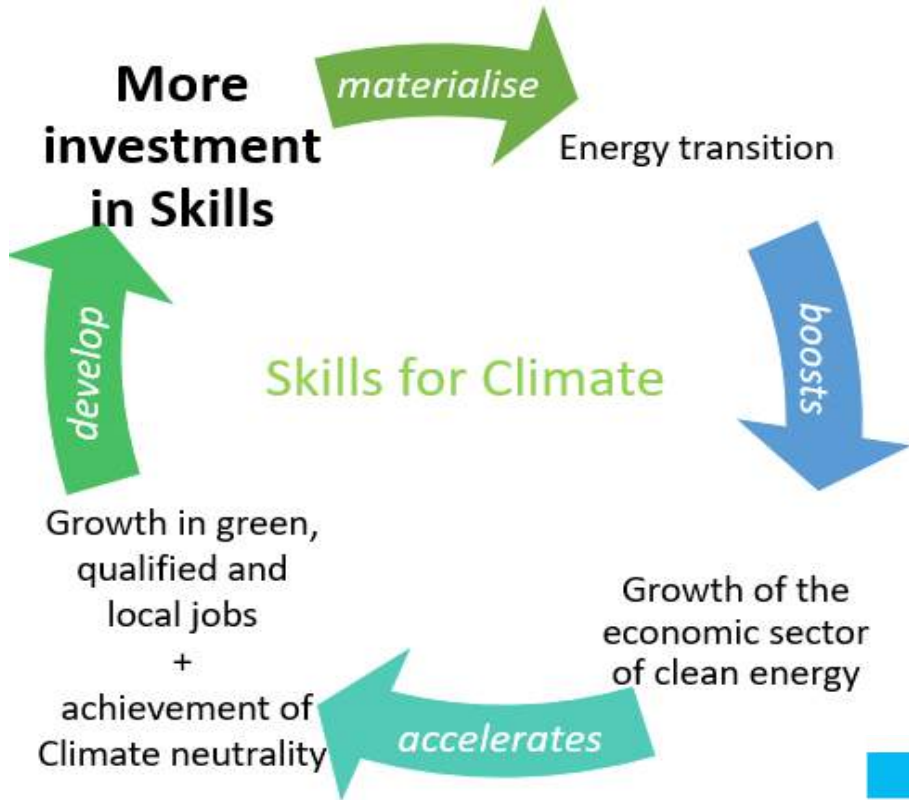 More
investment
in Skills
materialise
Energy transition
boosts
Growth of the
economic sector
of clean energy
accelerates
Growth in green,
qualified and
local jobs
+
achievement of
Climate neutrality
develop
Skills for Climate